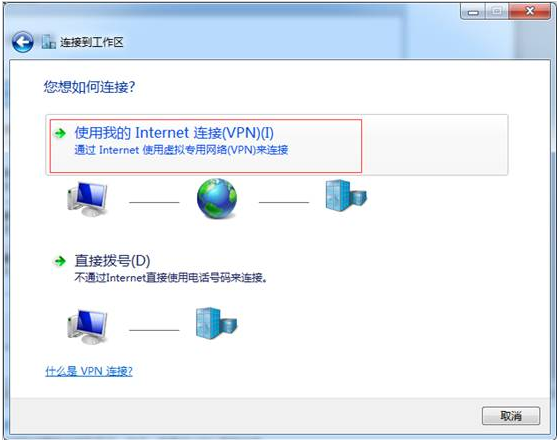 连接到工作区
您想如何连接?
使用我的 Internet 连接(VPN)(I)
通过 Internet 使用虚拟专用网络(VPN)来连接
直接拨号(D)
不通过Internet直接使用电话号码来连接。
什么是 VPN 连接?
取消